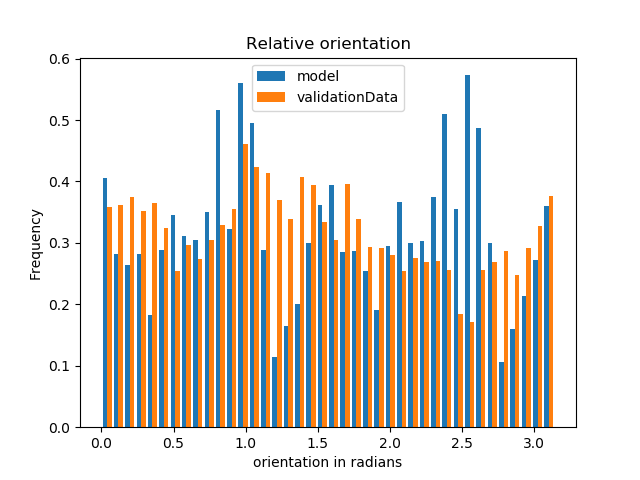 Relative orientation
model
validationData
Frequency
0.6
0.5
0.4
0.3
0.2
0.1
0.0
0.0 0.5 1.0 1.5 2.0 2.5 3.0
orientation in radians